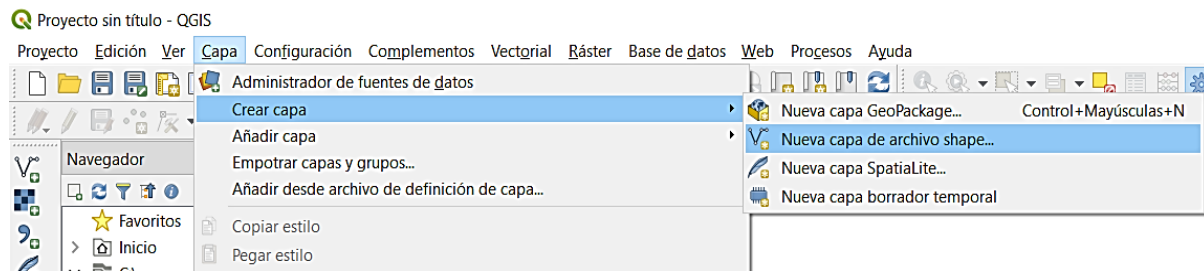 Proyecto sin título - QGIS
Proyecto Edición Ver Capa Configuración Complementos Vectorial Ráster Base de datos Web Procesos Ayuda
Administrador de fuentes de datos
Crear capa
Nueva capa GeoPackage... Control+Mayúsculas+N
Añadir capa
Nueva capa de archivo shape...
Navegador
Empotrar capas y grupos...
Nueva capa SpatiaLite...
Añadir desde archivo de definición de capa...
Nueva capa borrador temporal
Favoritos
Copiar estilo
Inicio
Pegar estilo